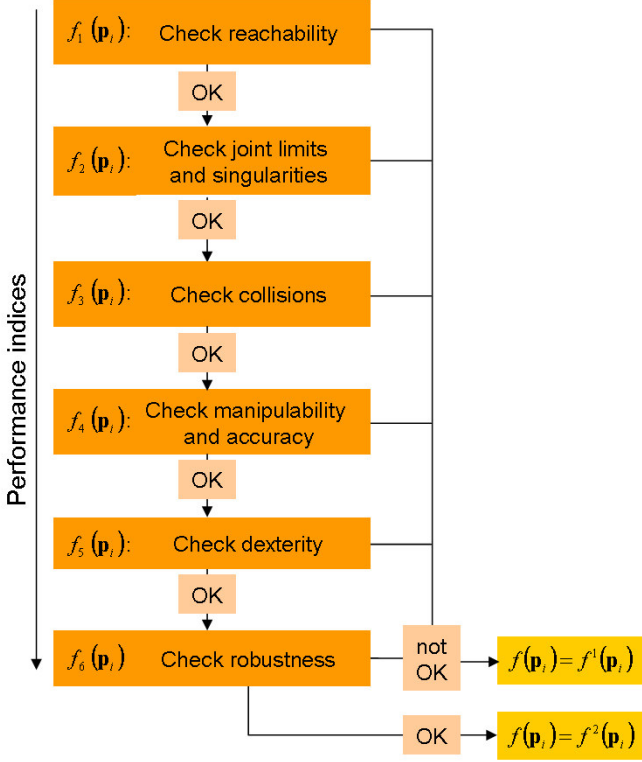 f₁(𝐩ᵢ): Check reachability
OK
f₂(𝐩ᵢ): Check joint limits
and singularities
OK
f₃(𝐩ᵢ): Check collisions
OK
f₄(𝐩ᵢ): Check manipulability
and accuracy
OK
f₅(𝐩ᵢ): Check dexterity
OK
f₆(𝐩ᵢ) Check robustness
not
OK
f(𝐩ᵢ)=f¹(𝐩ᵢ)
OK
f(𝐩ᵢ)=f²(𝐩ᵢ)
Performance indices